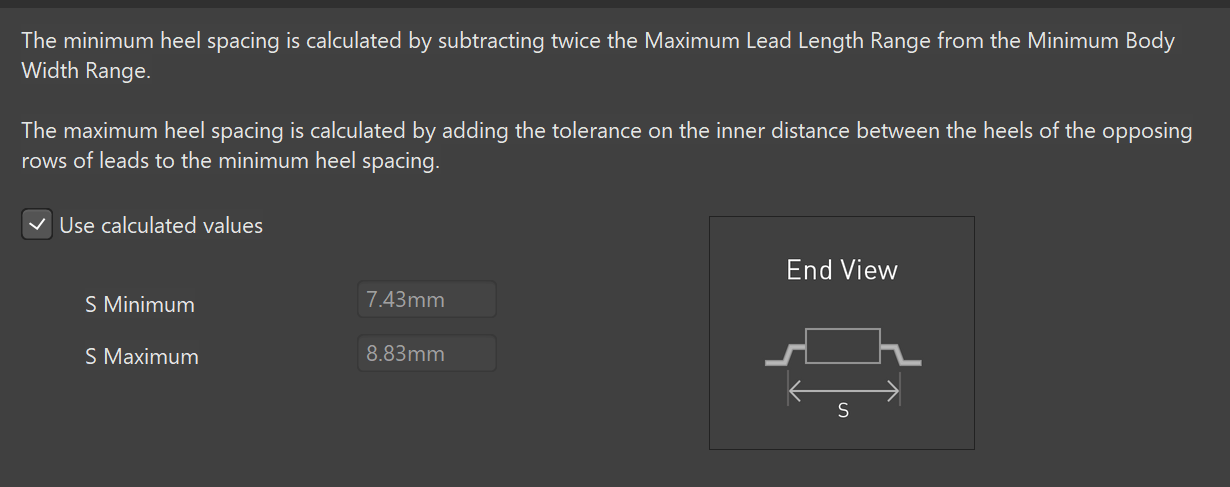 The minimum heel spacing is calculated by subtracting twice the Maximum Lead Length Range from the Minimum Body
Width Range.
The maximum heel spacing is calculated by adding the tolerance on the inner distance between the heels of the opposing
rows of leads to the minimum heel spacing.
Use calculated values
End View
S Minimum
7.43mm
S Maximum
8.83mm
S